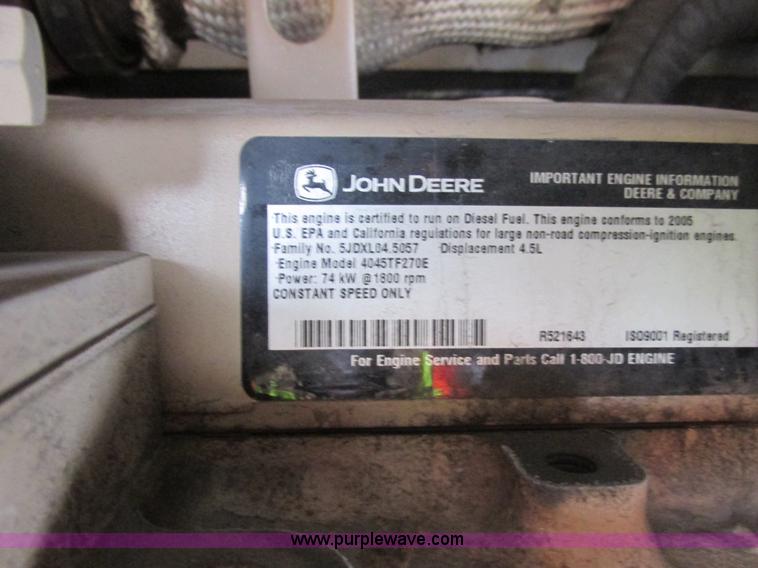 JOHN DEERE
IMPORTANT ENGINE INFORMATION
DEERE & COMPANY
·This engine is certified to run on Diesel Fuel. This engine conforms to 2005
U.S. EPA and California regulations for large non-road compression-ignition engines.
·Family No. 5JDXL04.5057 ·Displacement 4.5L
·Engine Model 4045TF270E
·Power: 74 kW @1800 rpm
CONSTANT SPEED ONLY
R521643 ISO9001 Registered
For Engine Service and Parts Call 1-800-JD ENGINE
www.purplewave.com